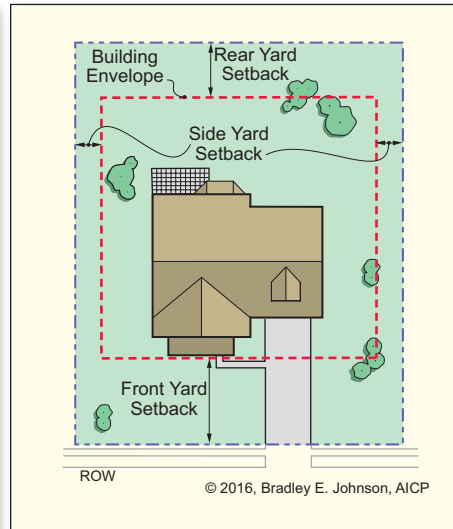 Building
Envelope
Rear Yard
Setback
Side Yard
Setback
Front Yard
Setback
ROW
© 2016, Bradley E. Johnson, AICP